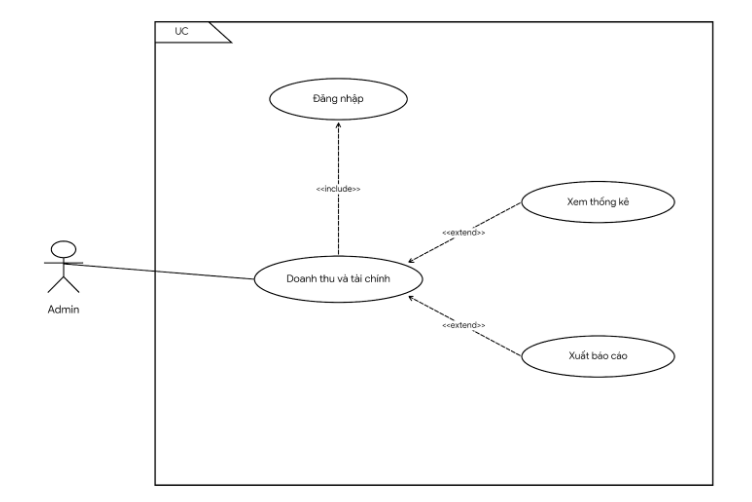 UC
Đăng nhập
<<include>>
Xem thống kê
<<extend>>
Doanh thu và tài chính
Admin
<<extend>>
Xuất báo cáo